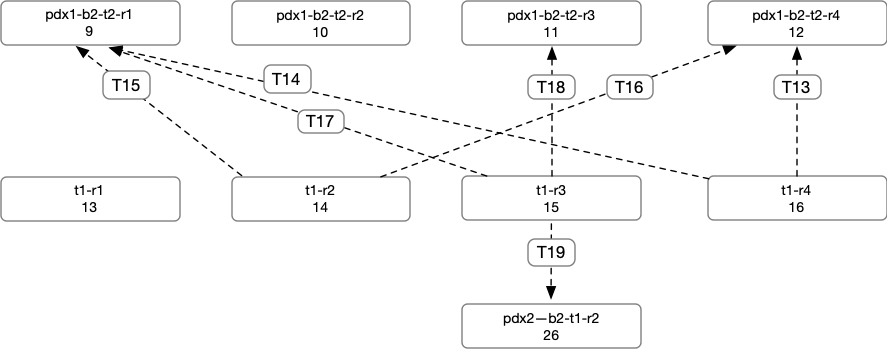 pdx1-b2-t2-r1
9
pdx1-b2-t2-r2
10
pdx1-b2-t2-r3
11
pdx1-b2-t2-r4
12
T15
T14
T18
T16
T13
T17
t1-r1
13
t1-r2
14
t1-r3
15
t1-r4
16
T19
pdx2—b2-t1-r2
26